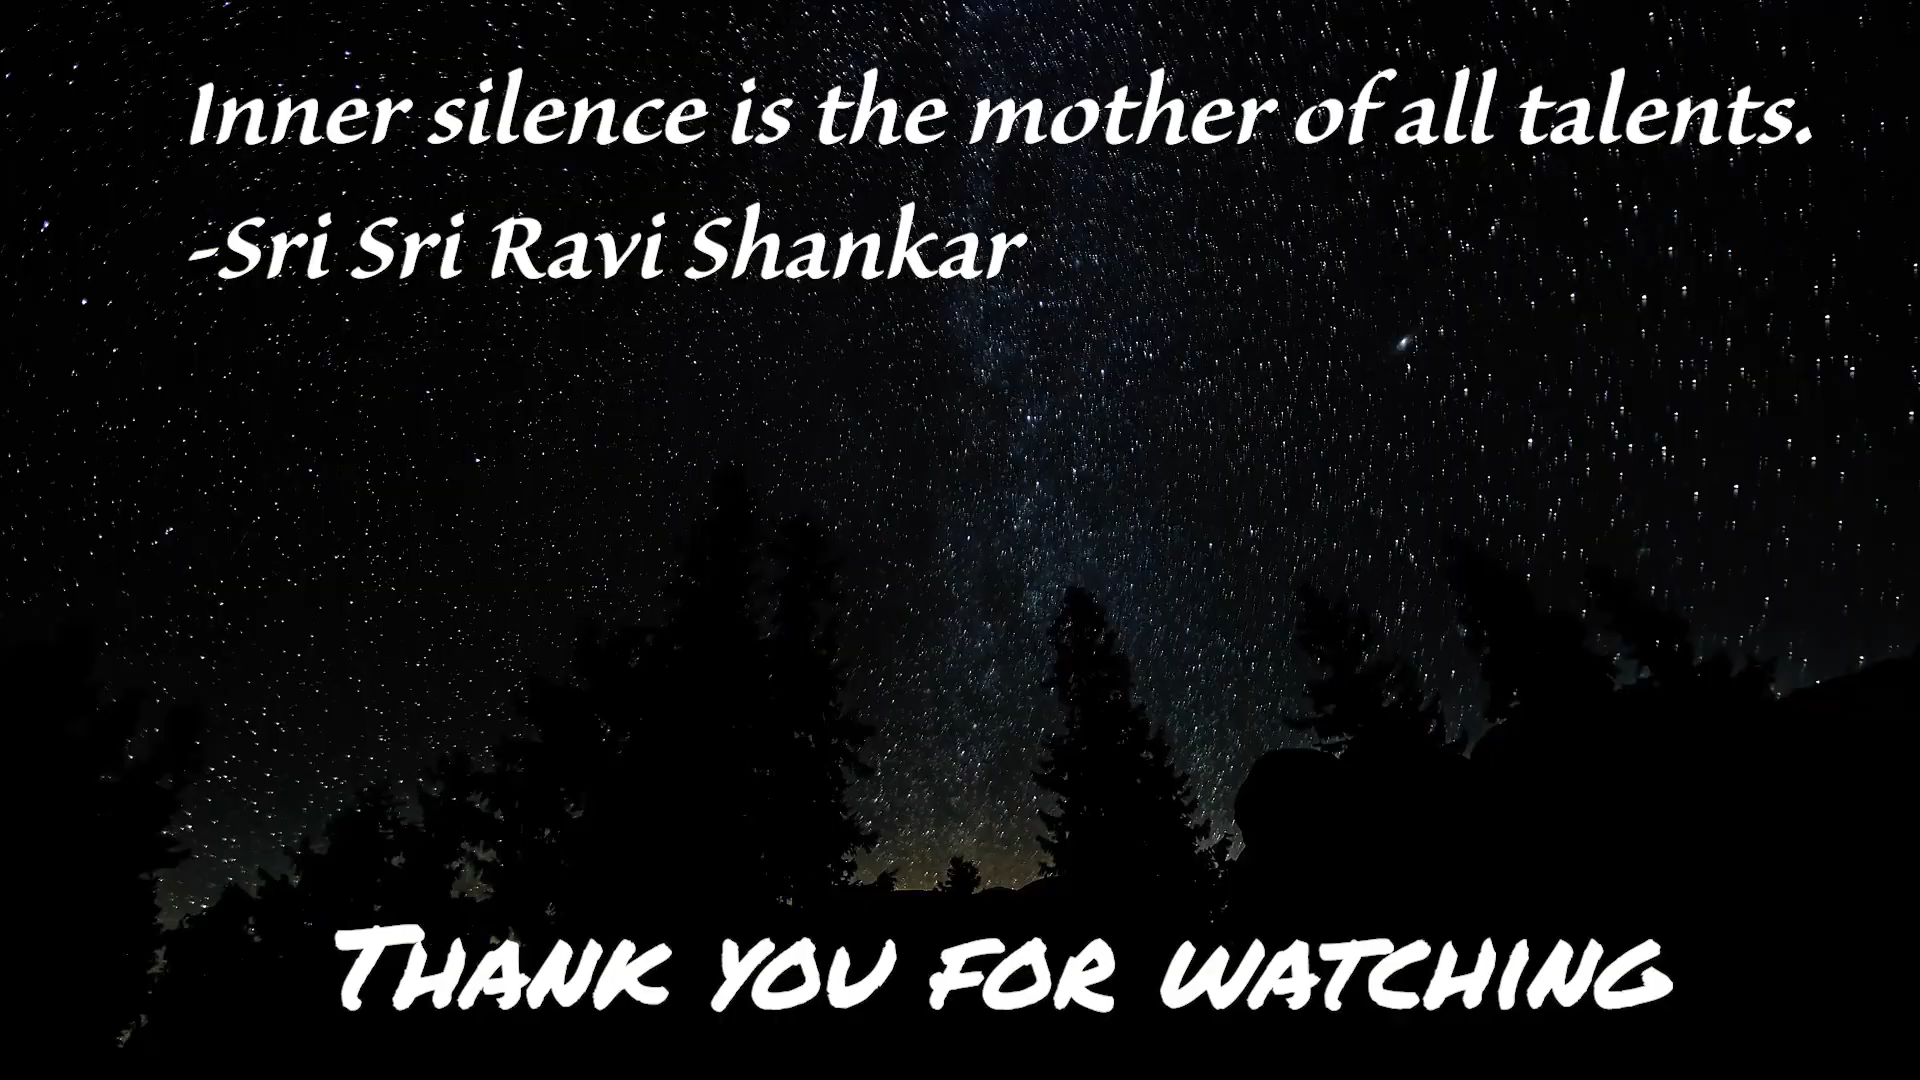 Inner silence is the mother of all talents.
-Sri Sri Ravi Shankar
THANK YOU FOR WATCHING